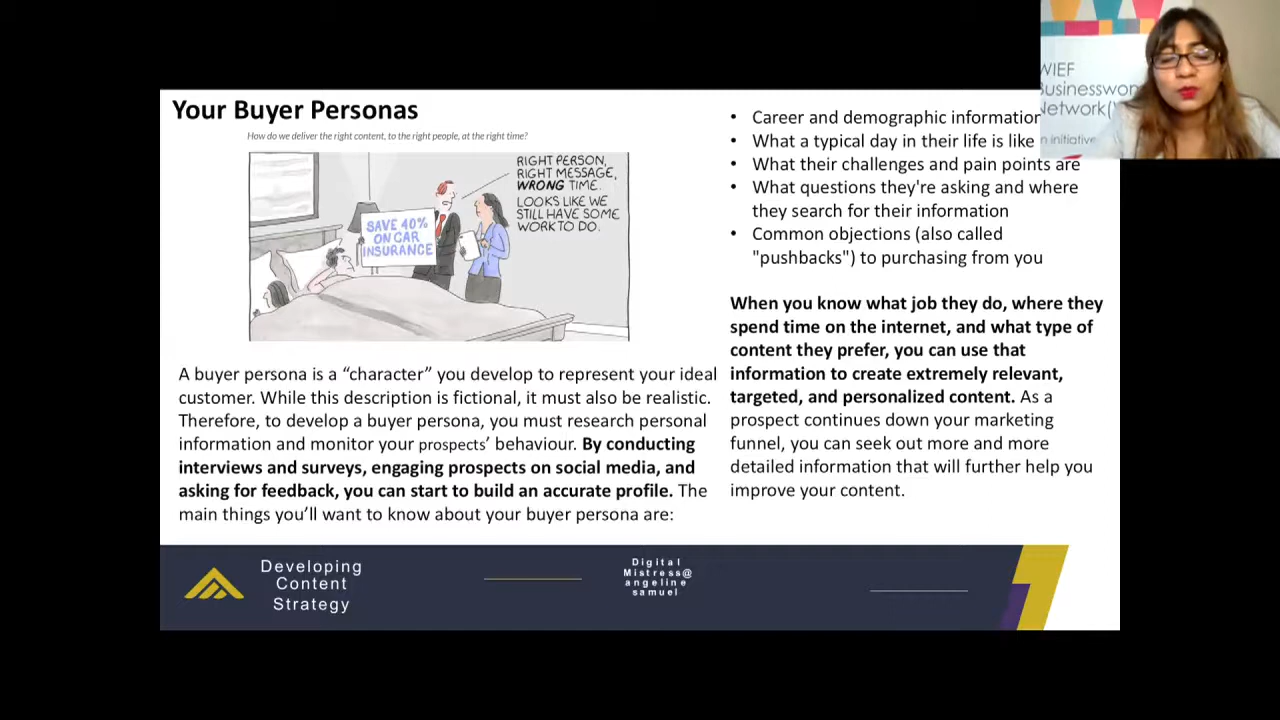 Your Buyer Personas
How do we deliver the right content, to the right people, at the right time?
RIGHT PERSON,
RIGHT MESSAGE,
WRONG TIME.
LOOKS LIKE WE
STILL HAVE SOME
WORK TO DO.
SAVE 40%
ON CAR
INSURANCE
A buyer persona is a “character” you develop to represent your ideal
customer. While this description is fictional, it must also be realistic.
Therefore, to develop a buyer persona, you must research personal
information and monitor your prospects’ behaviour. By conducting
interviews and surveys, engaging prospects on social media, and
asking for feedback, you can start to build an accurate profile. The
main things you’ll want to know about your buyer persona are:
• Career and demographic information
• What a typical day in their life is like
• What their challenges and pain points are
• What questions they're asking and where
they search for their information
• Common objections (also called
"pushbacks") to purchasing from you
When you know what job they do, where they
spend time on the internet, and what type of
content they prefer, you can use that
information to create extremely relevant,
targeted, and personalized content. As a
prospect continues down your marketing
funnel, you can seek out more and more
detailed information that will further help you
improve your content.
WIEF
Businesswom
Network(
n initiative
Developing
Content
Strategy
Digital
Mistress@
angeline
samuel